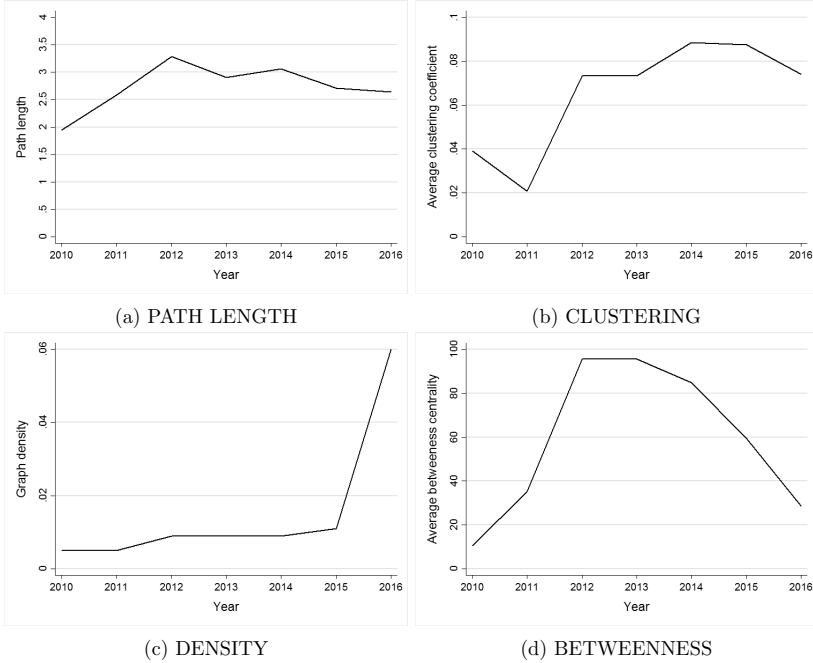 Path length
0 .5 1 1.5 2 2.5 3 3.5 4
2010 2011 2012 2013 2014 2015 2016
Year
(a) PATH LENGTH
Average clustering coefficient
0 .02 .04 .06 .08 .1
2010 2011 2012 2013 2014 2015 2016
Year
(b) CLUSTERING
Graph density
0 .02 .04 .06
2010 2011 2012 2013 2014 2015 2016
Year
(c) DENSITY
Average betweeness centrality
0 20 40 60 80 100
2010 2011 2012 2013 2014 2015 2016
Year
(d) BETWEENNESS